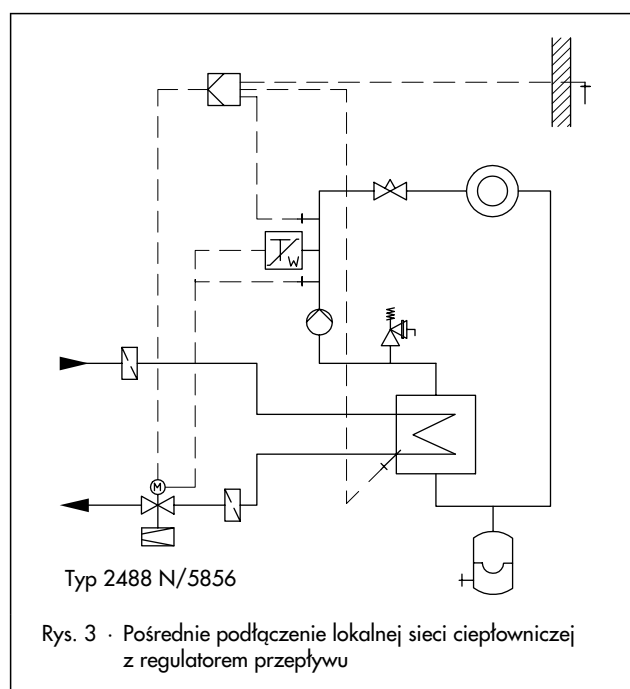 T W
M
Typ 2488 N/5856
Rys. 3 · Pośrednie podłączenie lokalnej sieci ciepłowniczej
z regulatorem przepływu